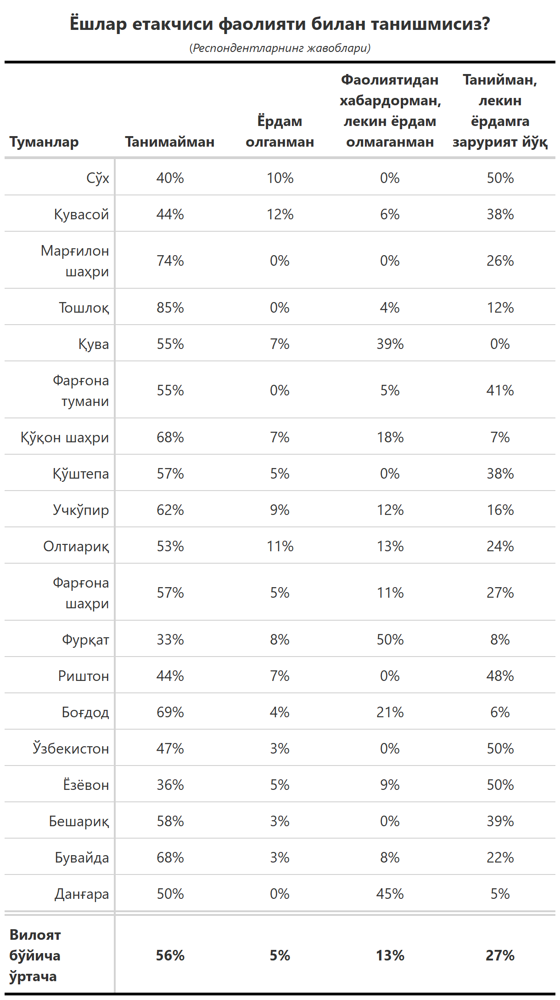 Ёшлар етакчиси фаолияти билан танишмисиз?
(Респондентларнинг жавоблари)
Туманлар Танимайман Ёрдам олганман Фаолиятидан хабардорман, лекин ёрдам олмаганман Танийман, лекин ёрдамга зарурият йўқ
Сўх 40% 10% 0% 50%
Қувасой 44% 12% 6% 38%
Марғилон шаҳри 74% 0% 0% 26%
Тошлоқ 85% 0% 4% 12%
Қува 55% 7% 39% 0%
Фарғона тумани 55% 0% 5% 41%
Қўқон шаҳри 68% 7% 18% 7%
Қўштепа 57% 5% 0% 38%
Учкўпир 62% 9% 12% 16%
Олтиариқ 53% 11% 13% 24%
Фарғона шаҳри 57% 5% 11% 27%
Фурқат 33% 8% 50% 8%
Риштон 44% 7% 0% 48%
Боғдод 69% 4% 21% 6%
Ўзбекистон 47% 3% 0% 50%
Ёзёвон 36% 5% 9% 50%
Бешариқ 58% 3% 0% 39%
Бувайда 68% 3% 8% 22%
Данғара 50% 0% 45% 5%
Вилоят бўйича ўртача 56% 5% 13% 27%